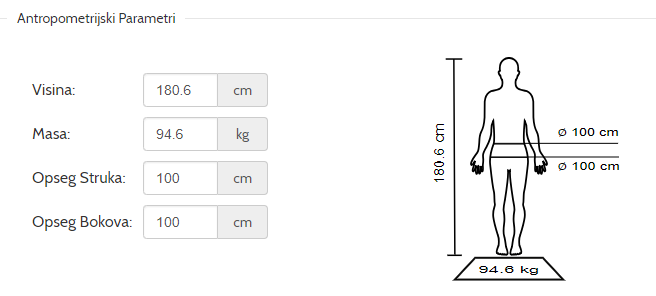 Antropometrijski Parametri
Visina: 180.6 cm
Masa: 94.6 kg
Opseg Struka: 100 cm
Opseg Bokova: 100 cm
180.6 cm
ø 100 cm
ø 100 cm
94.6 kg